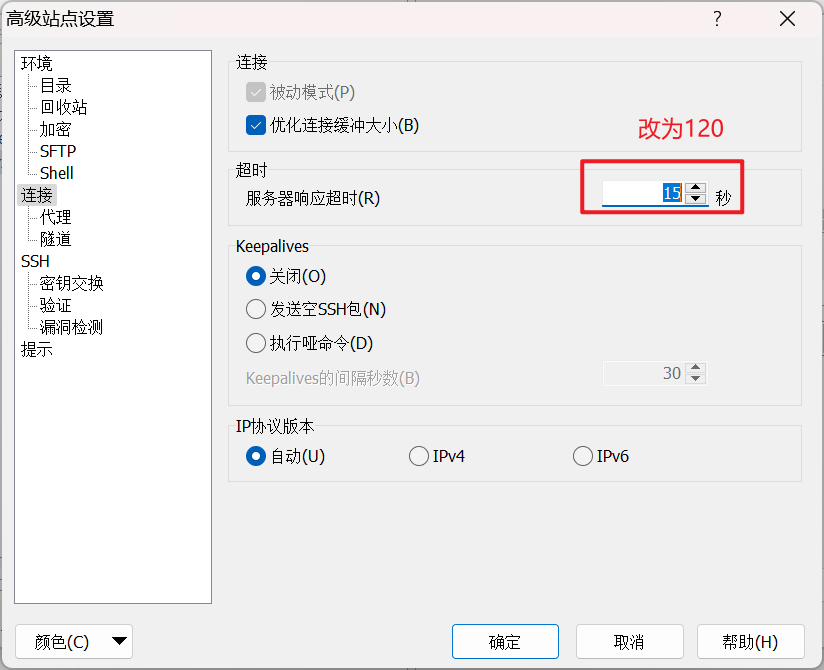 高级站点设置
?
环境
目录
回收站
加密
SFTP
Shell
连接
代理
隧道
SSH
密钥交换
验证
漏洞检测
提示
连接
被动模式(P)
优化连接缓冲大小(B)
改为120
超时
服务器响应超时(R) 15 秒
Keepalives
关闭(O)
发送空SSH包(N)
执行哑命令(D)
Keepalives的间隔秒数(B) 30
IP协议版本
自动(U) IPv4 IPv6
颜色(C) 确定 取消 帮助(H)